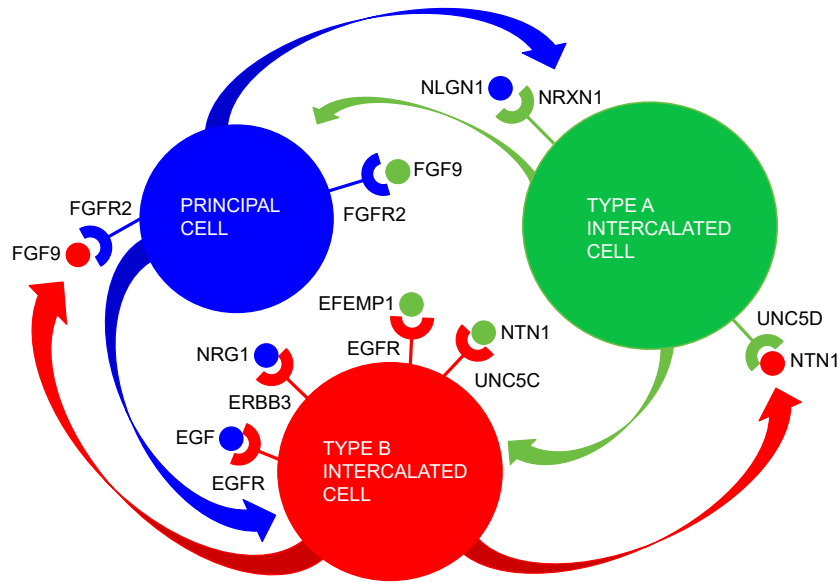 NLGN1
NRXN1
FGF9
FGFR2
FGFR2
FGF9
PRINCIPAL
CELL
TYPE A
INTERCALATED
CELL
EFEMP1
EGFR
NTN1
UNC5C
UNC5D
NTN1
NRG1
ERBB3
EGF
EGFR
TYPE B
INTERCALATED
CELL